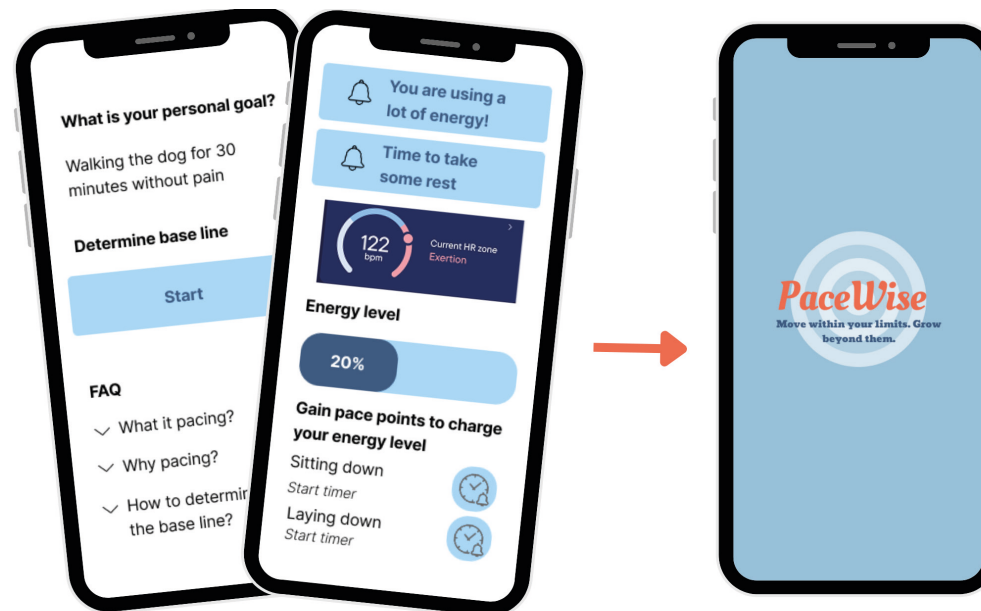 What is your personal goal?
Walking the dog for 30
minutes without pain
Determine base line
Start
FAQ
What it pacing?
Why pacing?
How to determin
the base line?
You are using a
lot of energy!
Time to take
some rest
122
bpm
Current HR zone
Exertion
Energy level
20%
Gain pace points to charge
your energy level
Sitting down
Start timer
Laying down
Start timer
PaceWise
Move within your limits. Grow
beyond them.